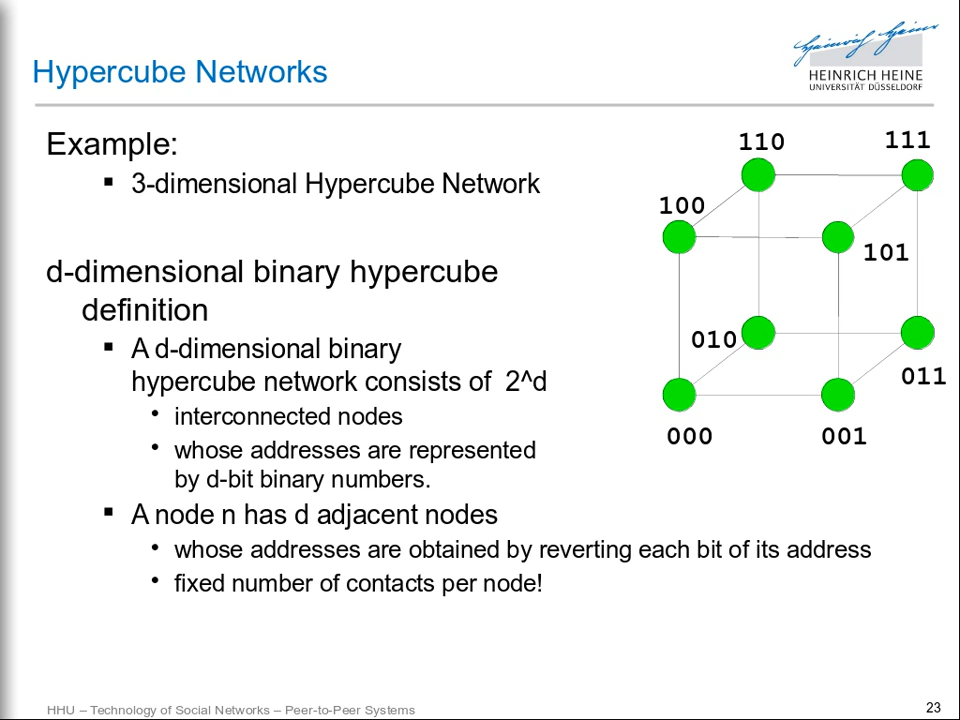 Hypercube Networks
Heinrich Heine
HEINRICH HEINE
UNIVERSITÄT DÜSSELDORF
Example:
▪ 3-dimensional Hypercube Network
d-dimensional binary hypercube
definition
▪ A d-dimensional binary
hypercube network consists of 2^d
• interconnected nodes
• whose addresses are represented
by d-bit binary numbers.
▪ A node n has d adjacent nodes
• whose addresses are obtained by reverting each bit of its address
• fixed number of contacts per node!
110
111
100
101
010
011
000
001
HHU – Technology of Social Networks – Peer-to-Peer Systems
23